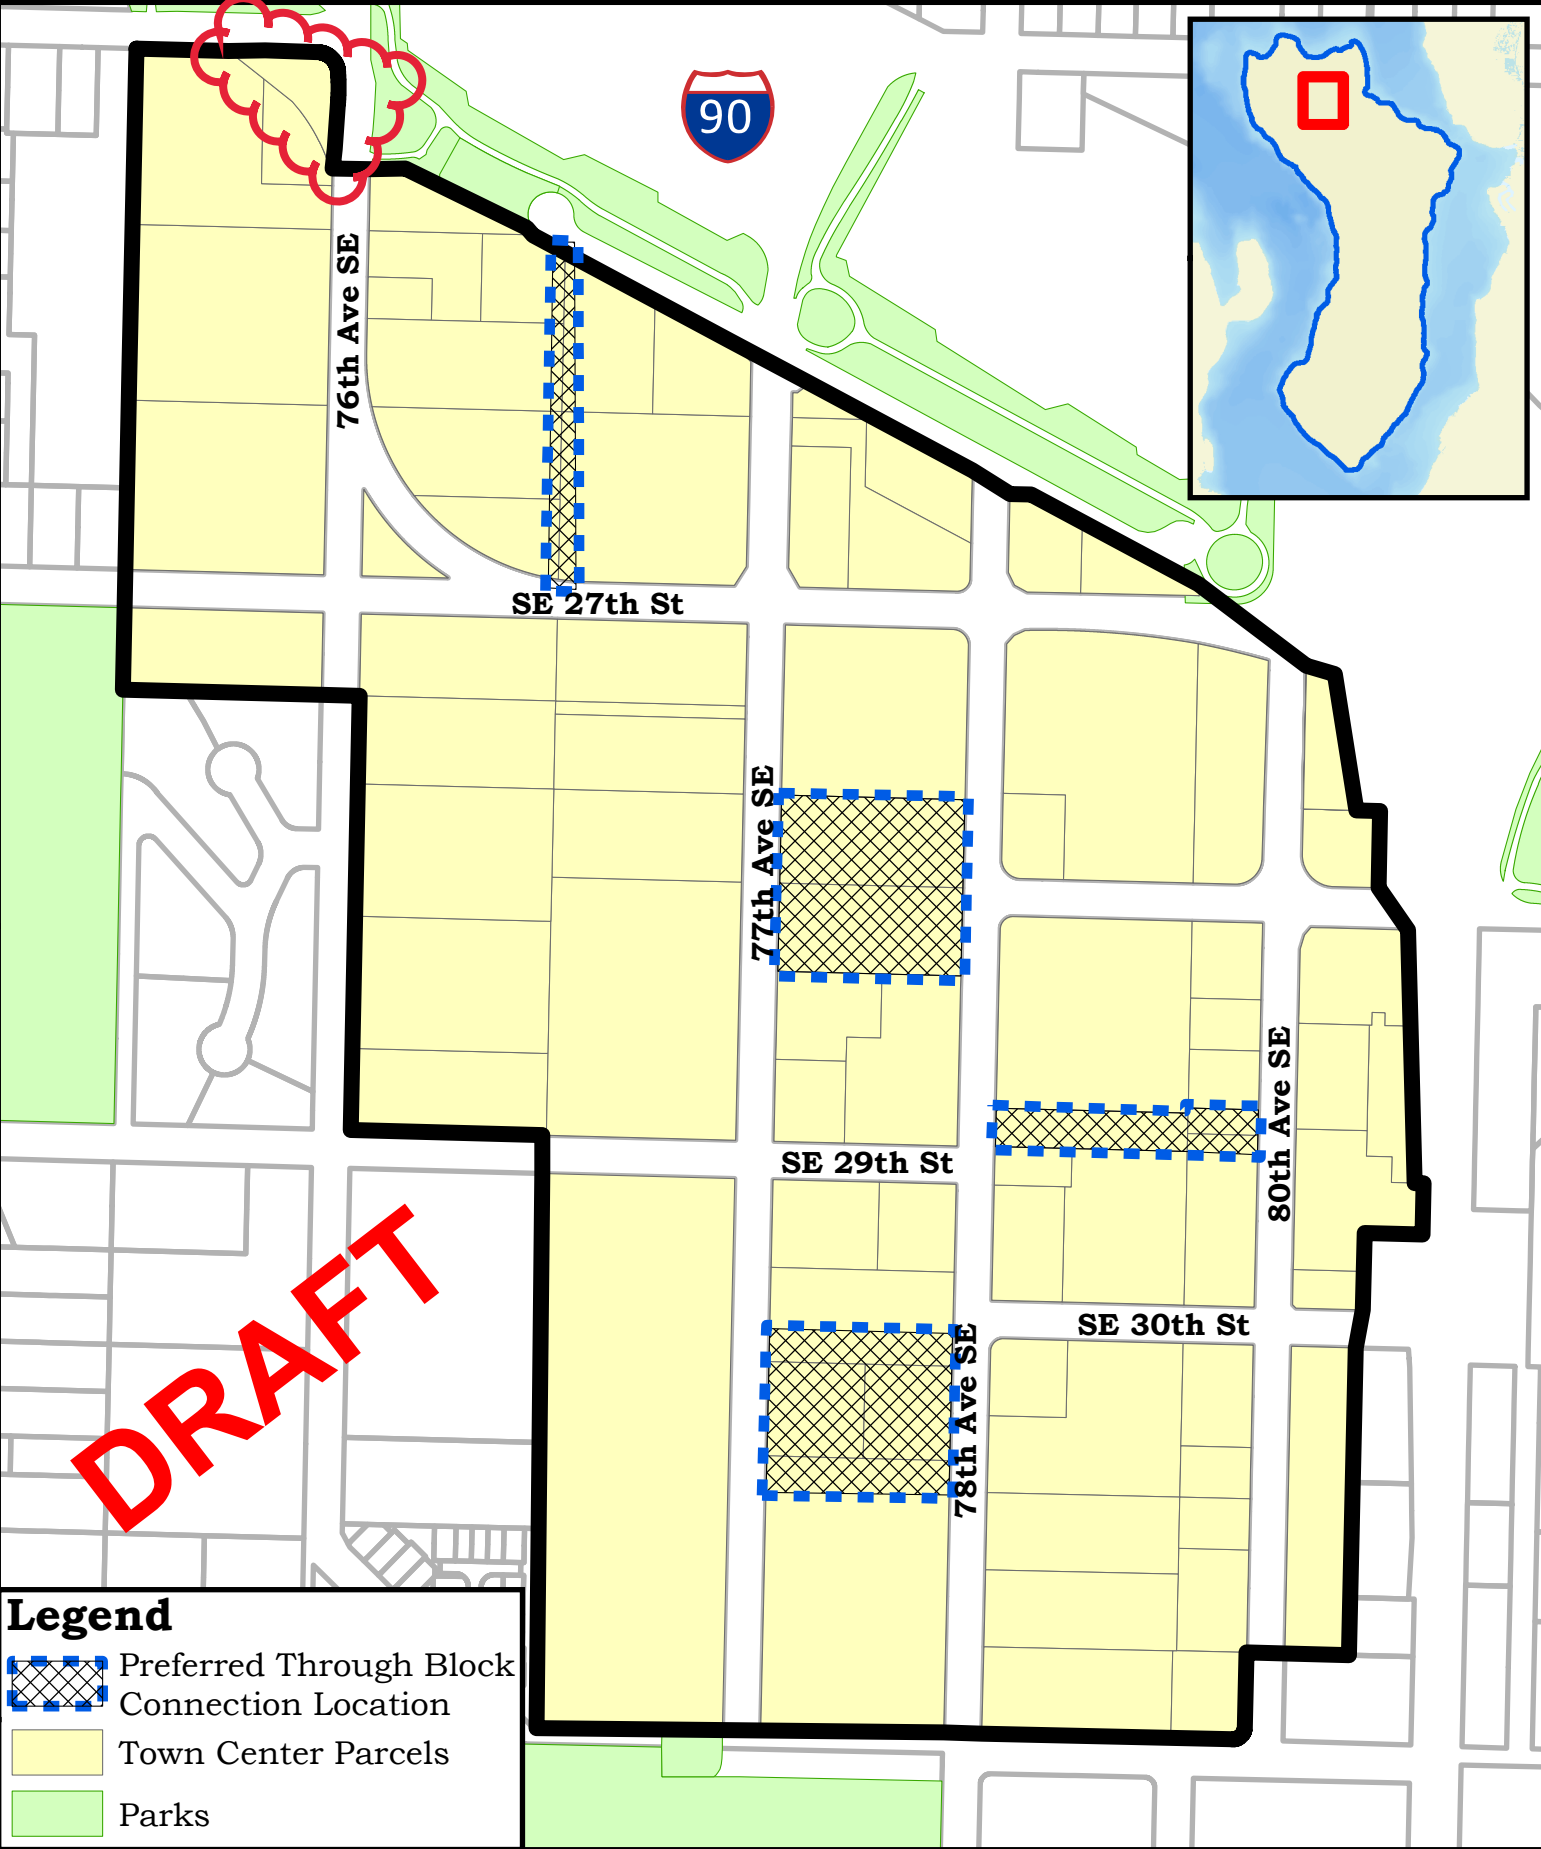 90
76th Ave SE
SE 27th St
77th Ave SE
SE 29th St
80th Ave SE
SE 30th St
78th Ave SE
DRAFT
Legend
Preferred Through Block
Connection Location
Town Center Parcels
Parks